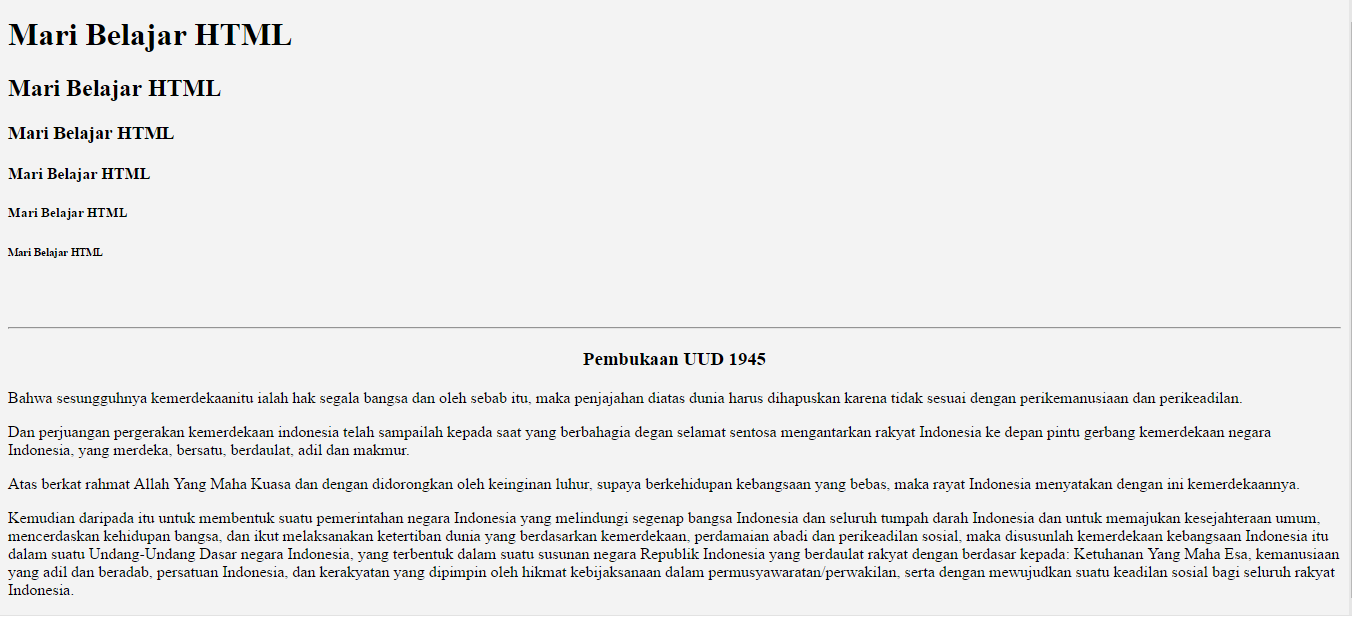 Mari Belajar HTML
Mari Belajar HTML
Mari Belajar HTML
Mari Belajar HTML
Mari Belajar HTML
Mari Belajar HTML
Pembukaan UUD 1945
Bahwa sesungguhnya kemerdekaanitu ialah hak segala bangsa dan oleh sebab itu, maka penjajahan diatas dunia harus dihapuskan karena tidak sesuai dengan perikemanusiaan dan perikeadilan.
Dan perjuangan pergerakan kemerdekaan indonesia telah sampailah kepada saat yang berbahagia degan selamat sentosa mengantarkan rakyat Indonesia ke depan pintu gerbang kemerdekaan negara
Indonesia, yang merdeka, bersatu, berdaulat, adil dan makmur.
Atas berkat rahmat Allah Yang Maha Kuasa dan dengan didorongkan oleh keinginan luhur, supaya berkehidupan kebangsaan yang bebas, maka rayat Indonesia menyatakan dengan ini kemerdekaannya.
Kemudian daripada itu untuk membentuk suatu pemerintahan negara Indonesia yang melindungi segenap bangsa Indonesia dan seluruh tumpah darah Indonesia dan untuk memajukan kesejahteraan umum,
mencerdaskan kehidupan bangsa, dan ikut melaksanakan ketertiban dunia yang berdasarkan kemerdekaan, perdamaian abadi dan perikeadilan sosial, maka disusunlah kemerdekaan kebangsaan Indonesia itu
dalam suatu Undang-Undang Dasar negara Indonesia, yang terbentuk dalam suatu susunan negara Republik Indonesia yang berdaulat rakyat dengan berdasar kepada: Ketuhanan Yang Maha Esa, kemanusiaan
yang adil dan beradab, persatuan Indonesia, dan kerakyatan yang dipimpin oleh hikmat kebijaksanaan dalam permusyawaratan/perwakilan, serta dengan mewujudkan suatu keadilan sosial bagi seluruh rakyat
Indonesia.